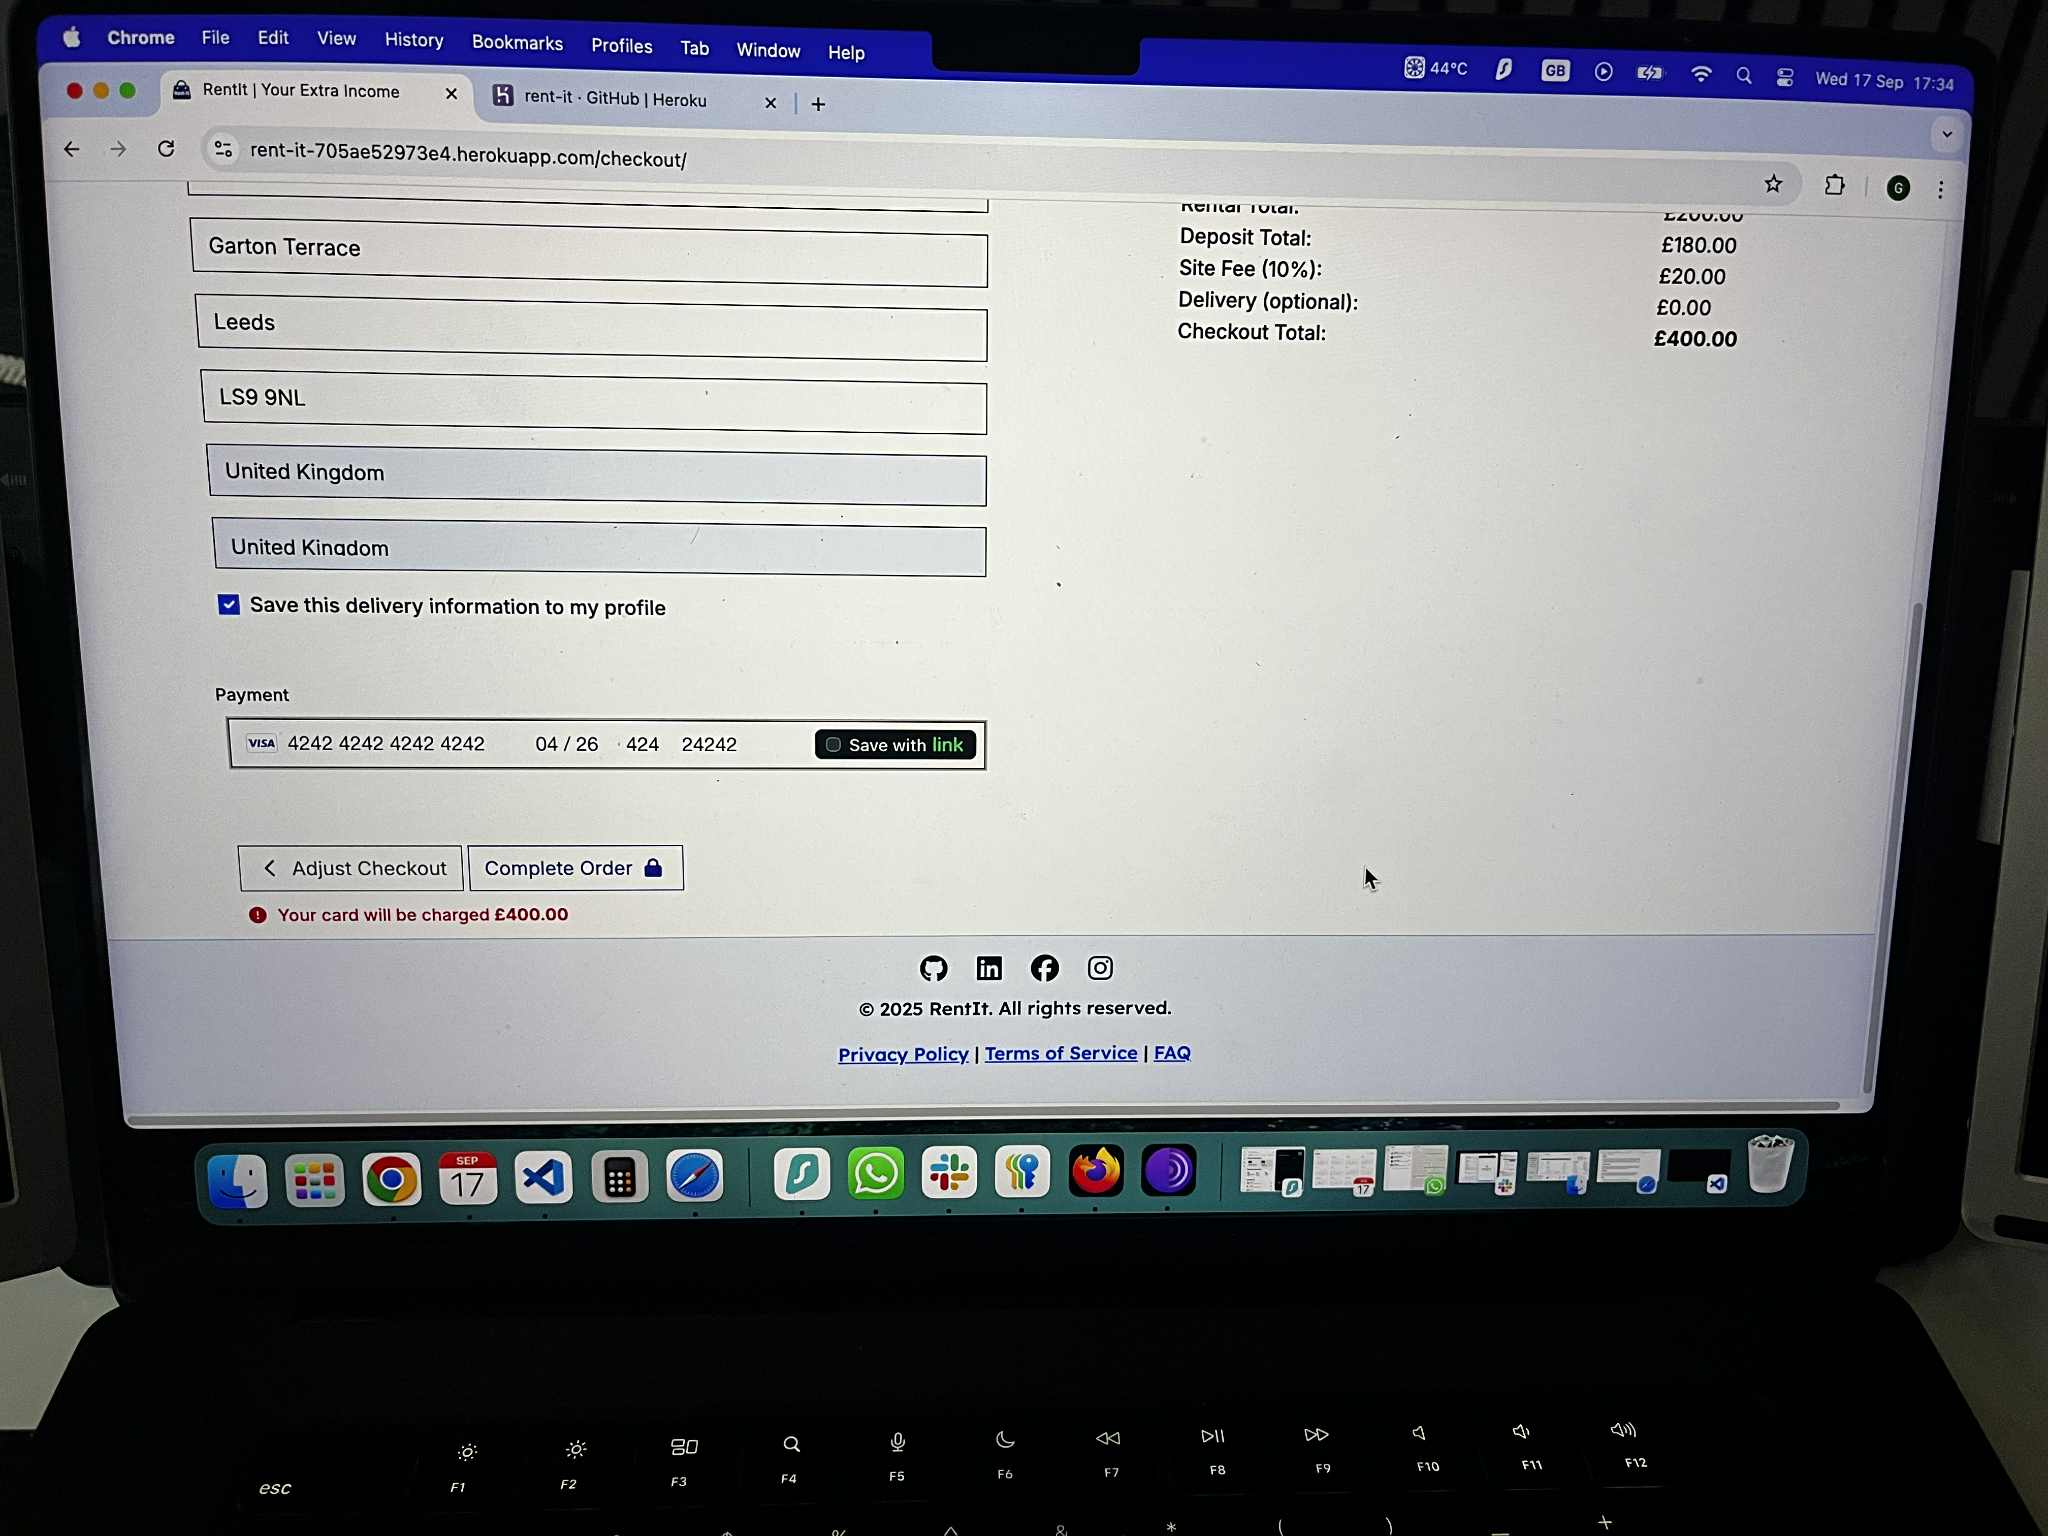 Chrome File Edit View History Bookmarks Profiles Tab Window Help
44°C GB Wed 17 Sep 17:34
RentIt | Your Extra Income
rent-it · GitHub | Heroku
rent-it-705ae52973e4.herokuapp.com/checkout/
G
Garton Terrace
Leeds
LS9 9NL
United Kingdom
United Kingdom
Save this delivery information to my profile
Rental Total: £200.00
Deposit Total: £180.00
Site Fee (10%): £20.00
Delivery (optional): £0.00
Checkout Total: £400.00
Payment
VISA 4242 4242 4242 4242 04 / 26 424 24242 Save with link
Adjust Checkout
Complete Order
Your card will be charged £400.00
© 2025 RentIt. All rights reserved.
Privacy Policy | Terms of Service | FAQ
SEP
17
17
esc F1 F2 F3 F4 F5 F6 F7 F8 F9 F10 F11 F12
% ^ & * ( ) _ +